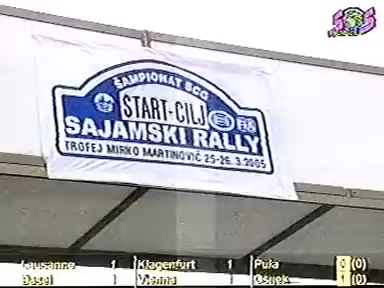 SOS
ŠAMPIONAT SCG
START-CILJ
SAJAMSKI RALLY
TROFEJ MIRKO MARTINOVIĆ 25-26.3.2005
Lausanne 1 Klagenfurt 1 Pula 0 (0)
Basel 1 Vienna 1 Osijek 1 (0)